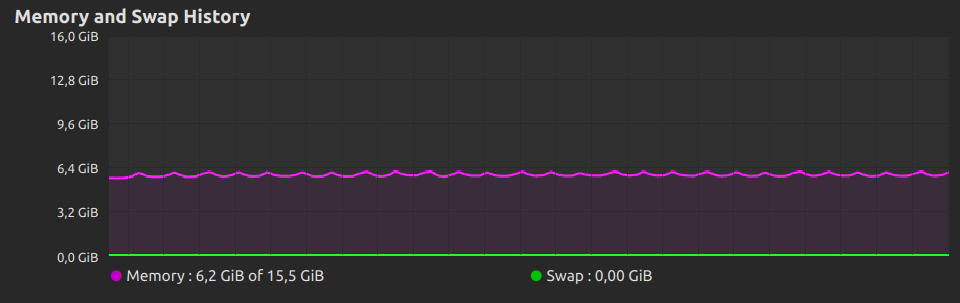 Memory and Swap History
16,0 GiB
12,8 GiB
9,6 GiB
6,4 GiB
3,2 GiB
0,0 GiB
Memory : 6,2 GiB of 15,5 GiB Swap : 0,00 GiB